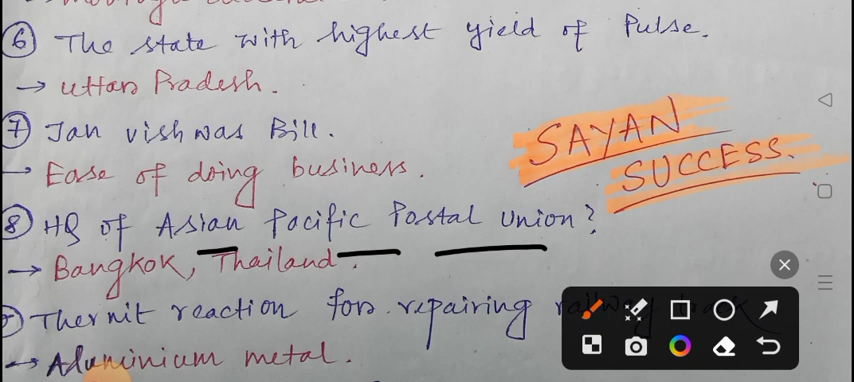 6 The state with highest yield of Pulse.
→ Uttar Pradesh.
7 Jan vishwas Bill.
→ Ease of doing business.
SAYAN
SUCCESS.
8 HQ of Asian Pacific Postal Union?
→ Bangkok, Thailand.
Thermit reaction for repairing
→ Aluminium metal.